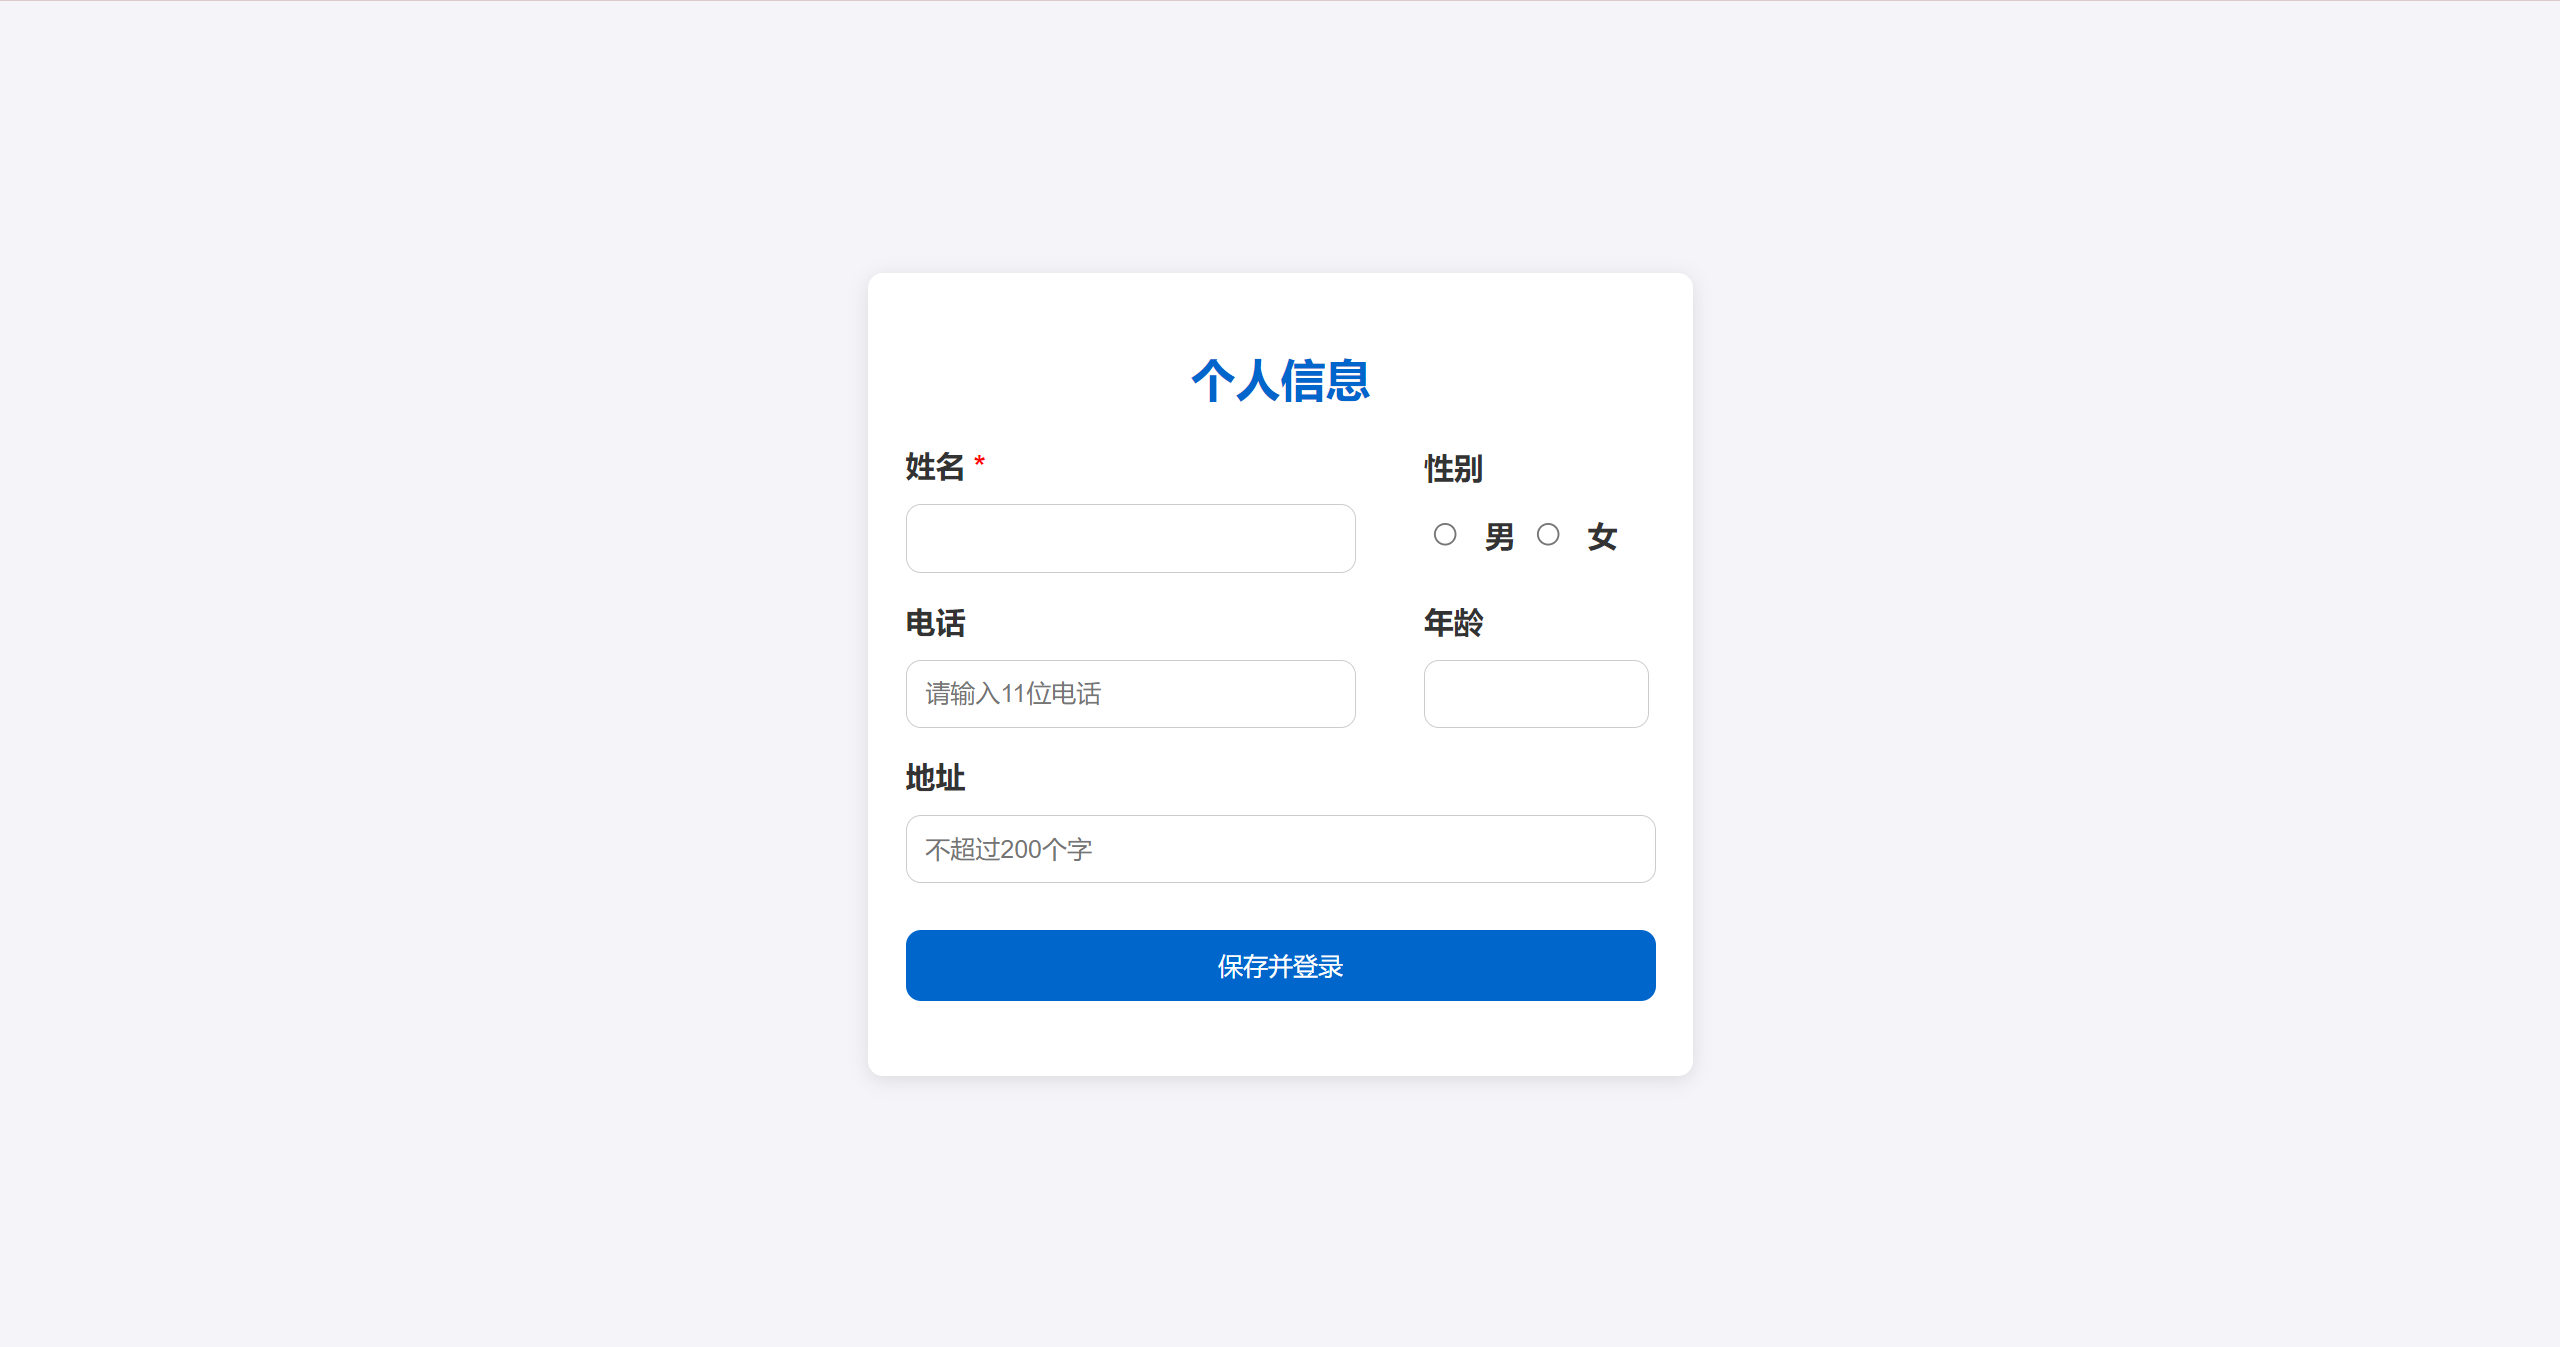 个人信息
姓名 *
性别
男 女
电话
年龄
请输入11位电话
地址
不超过200个字
保存并登录